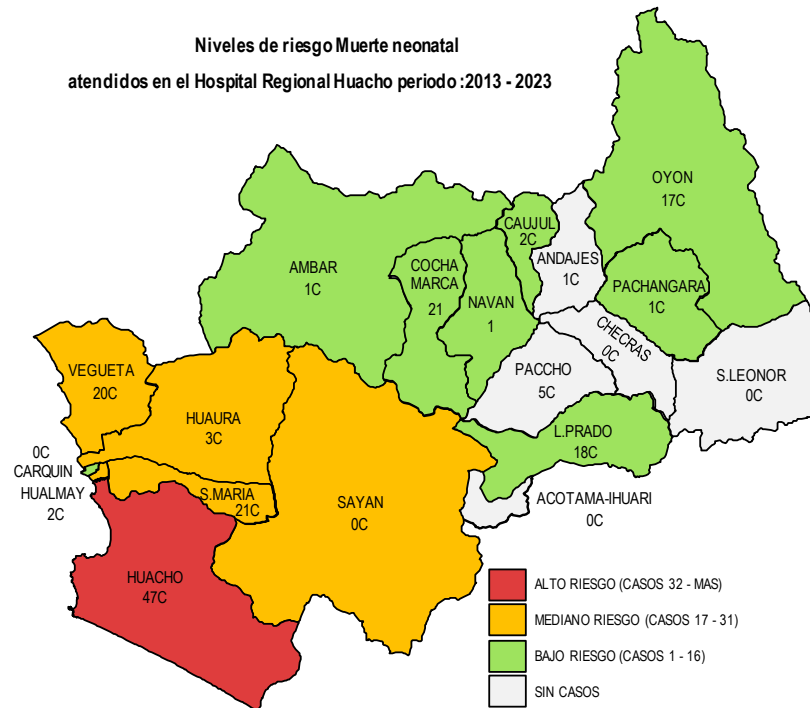 Niveles de riesgo Muerte neonatal
atendidos en el Hospital Regional Huacho periodo :2013 - 2023
OYON
17C
CAUJUL
2C
ANDAJES
1C
COCHA
MARCA
21
AMBAR
1C
NAVAN
1
PACHANGARA
1C
CHECRAS
0C
VEGUETA
20C
PACCHO
5C
S.LEONOR
0C
HUAURA
3C
L.PRADO
18C
0C
CARQUIN
HUALMAY
2C
S.MARIA
21C
SAYAN
0C
ACOTAMA-IHUARI
0C
HUACHO
47C
ALTO RIESGO (CASOS 32 - MAS)
MEDIANO RIESGO (CASOS 17 - 31)
BAJO RIESGO (CASOS 1 - 16)
SIN CASOS